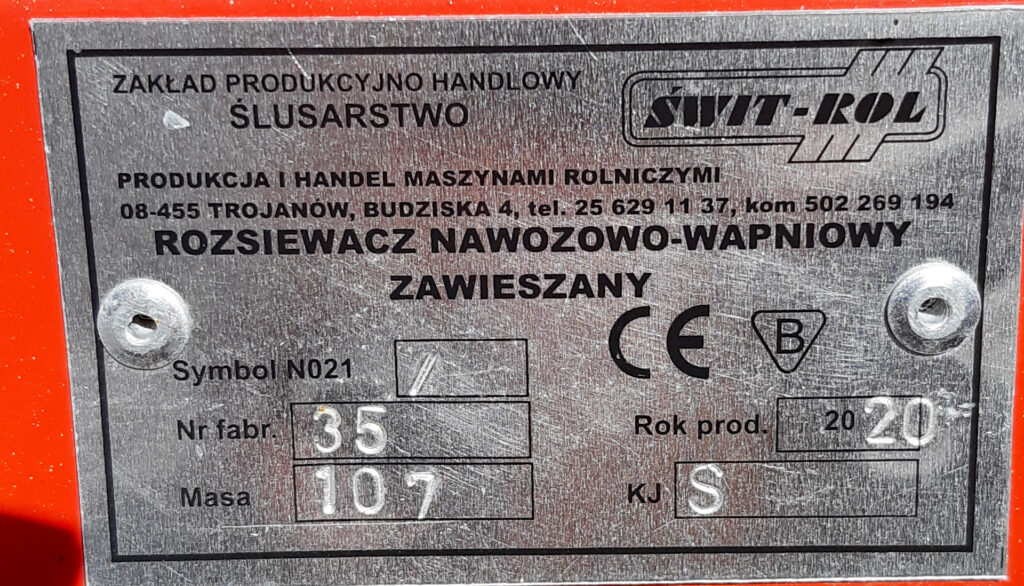 ZAKŁAD PRODUKCYJNO HANDLOWY
ŚLUSARSTWO
ŚWIT-ROL
PRODUKCJA I HANDEL MASZYNAMI ROLNICZYMI
08-455 TROJANÓW, BUDZISKA 4, tel. 25 629 11 37, kom 502 269 194
ROZSIEWACZ NAWOZOWO-WAPNIOWY
ZAWIESZANY
CE B
Symbol N021 /
Nr fabr. 35 Rok prod. 2020
Masa 107 KJ S